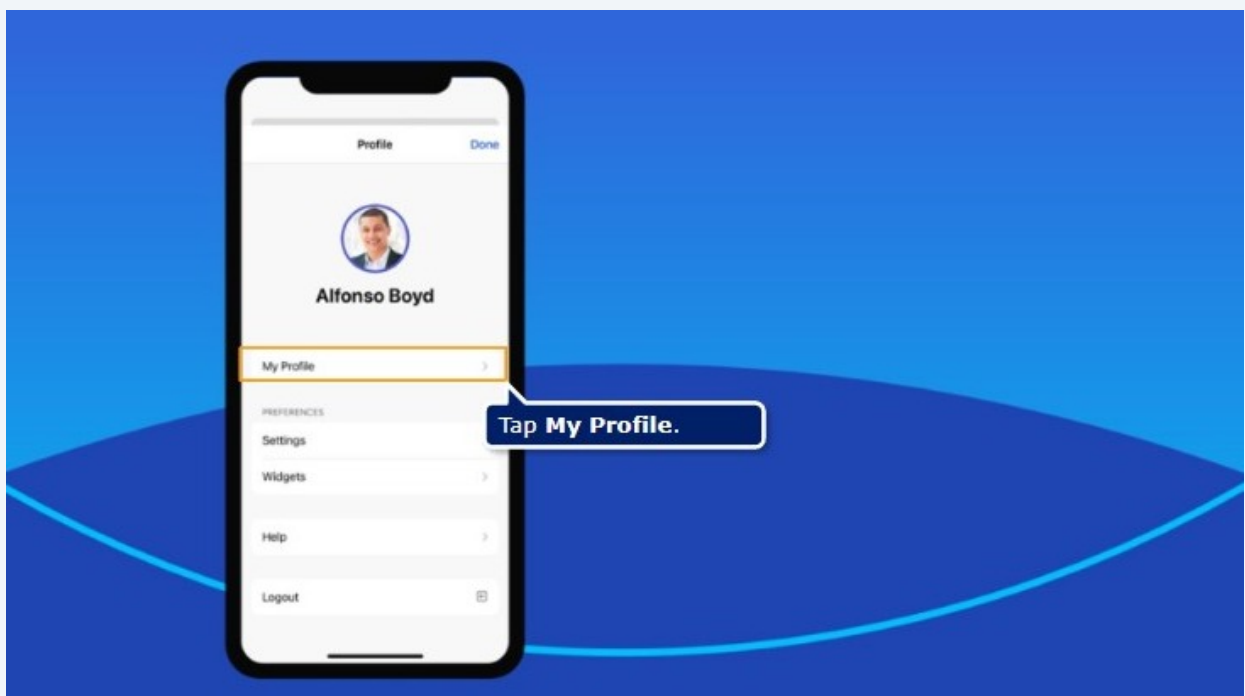 Profile Done
Alfonso Boyd
My Profile
Tap My Profile.
PREFERENCES
Settings
Widgets
Help
Logout